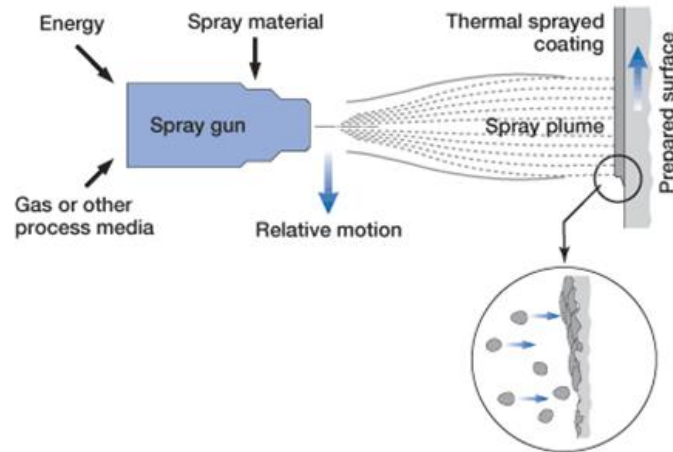 Energy
Spray material
Thermal sprayed
coating
Spray gun
Spray plume
Prepared surface
Gas or other
process media
Relative motion